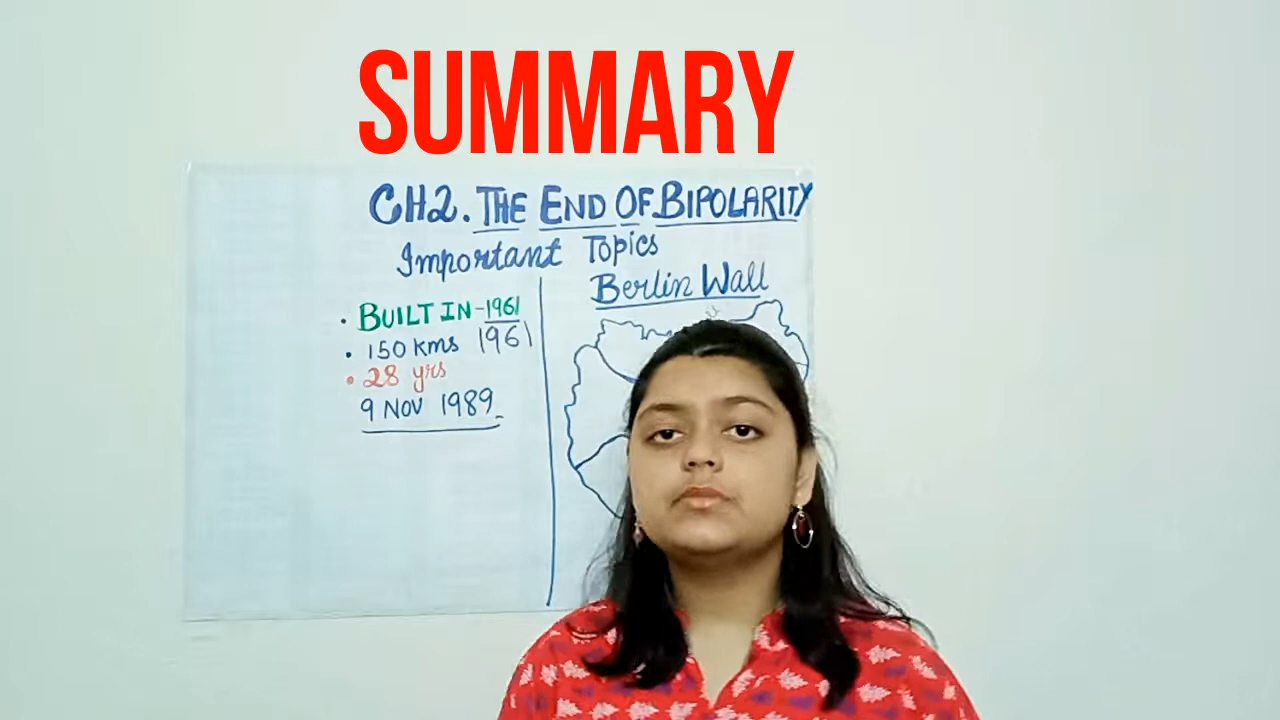 SUMMARY
CH2. THE END OF BIPOLARITY
Important Topics
Berlin Wall
• BUILT IN - 1961
1961
• 150 kms
• 28 yrs
9 NOV 1989